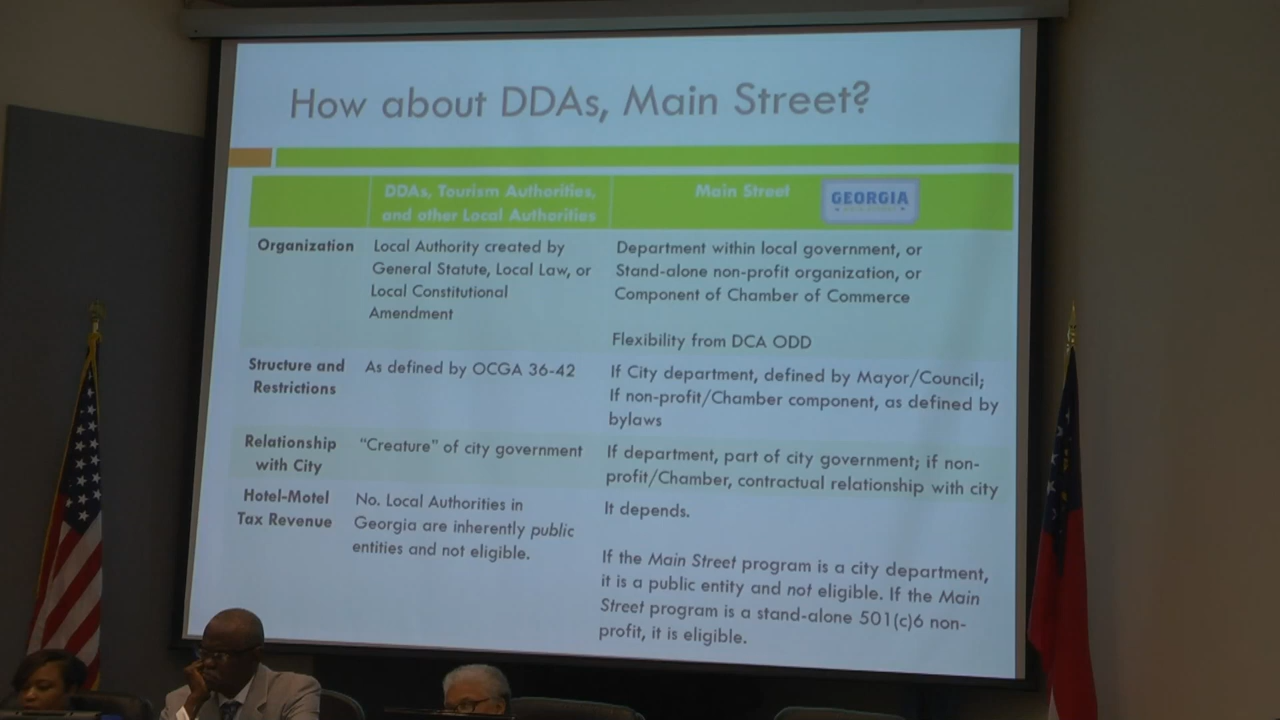 How about DDAs, Main Street?
DDAs, Tourism Authorities,
and other Local Authorities
Main Street
GEORGIA
Organization
Local Authority created by
General Statute, Local Law, or
Local Constitutional
Amendment
Department within local government, or
Stand-alone non-profit organization, or
Component of Chamber of Commerce
Flexibility from DCA ODD
Structure and
Restrictions
As defined by OCGA 36-42
If City department, defined by Mayor/Council;
If non-profit/Chamber component, as defined by
bylaws
Relationship
with City
“Creature” of city government
If department, part of city government; if non-
profit/Chamber, contractual relationship with city
Hotel-Motel
Tax Revenue
No. Local Authorities in
Georgia are inherently public
entities and not eligible.
It depends.
If the Main Street program is a city department,
it is a public entity and not eligible. If the Main
Street program is a stand-alone 501(c)6 non-
profit, it is eligible.